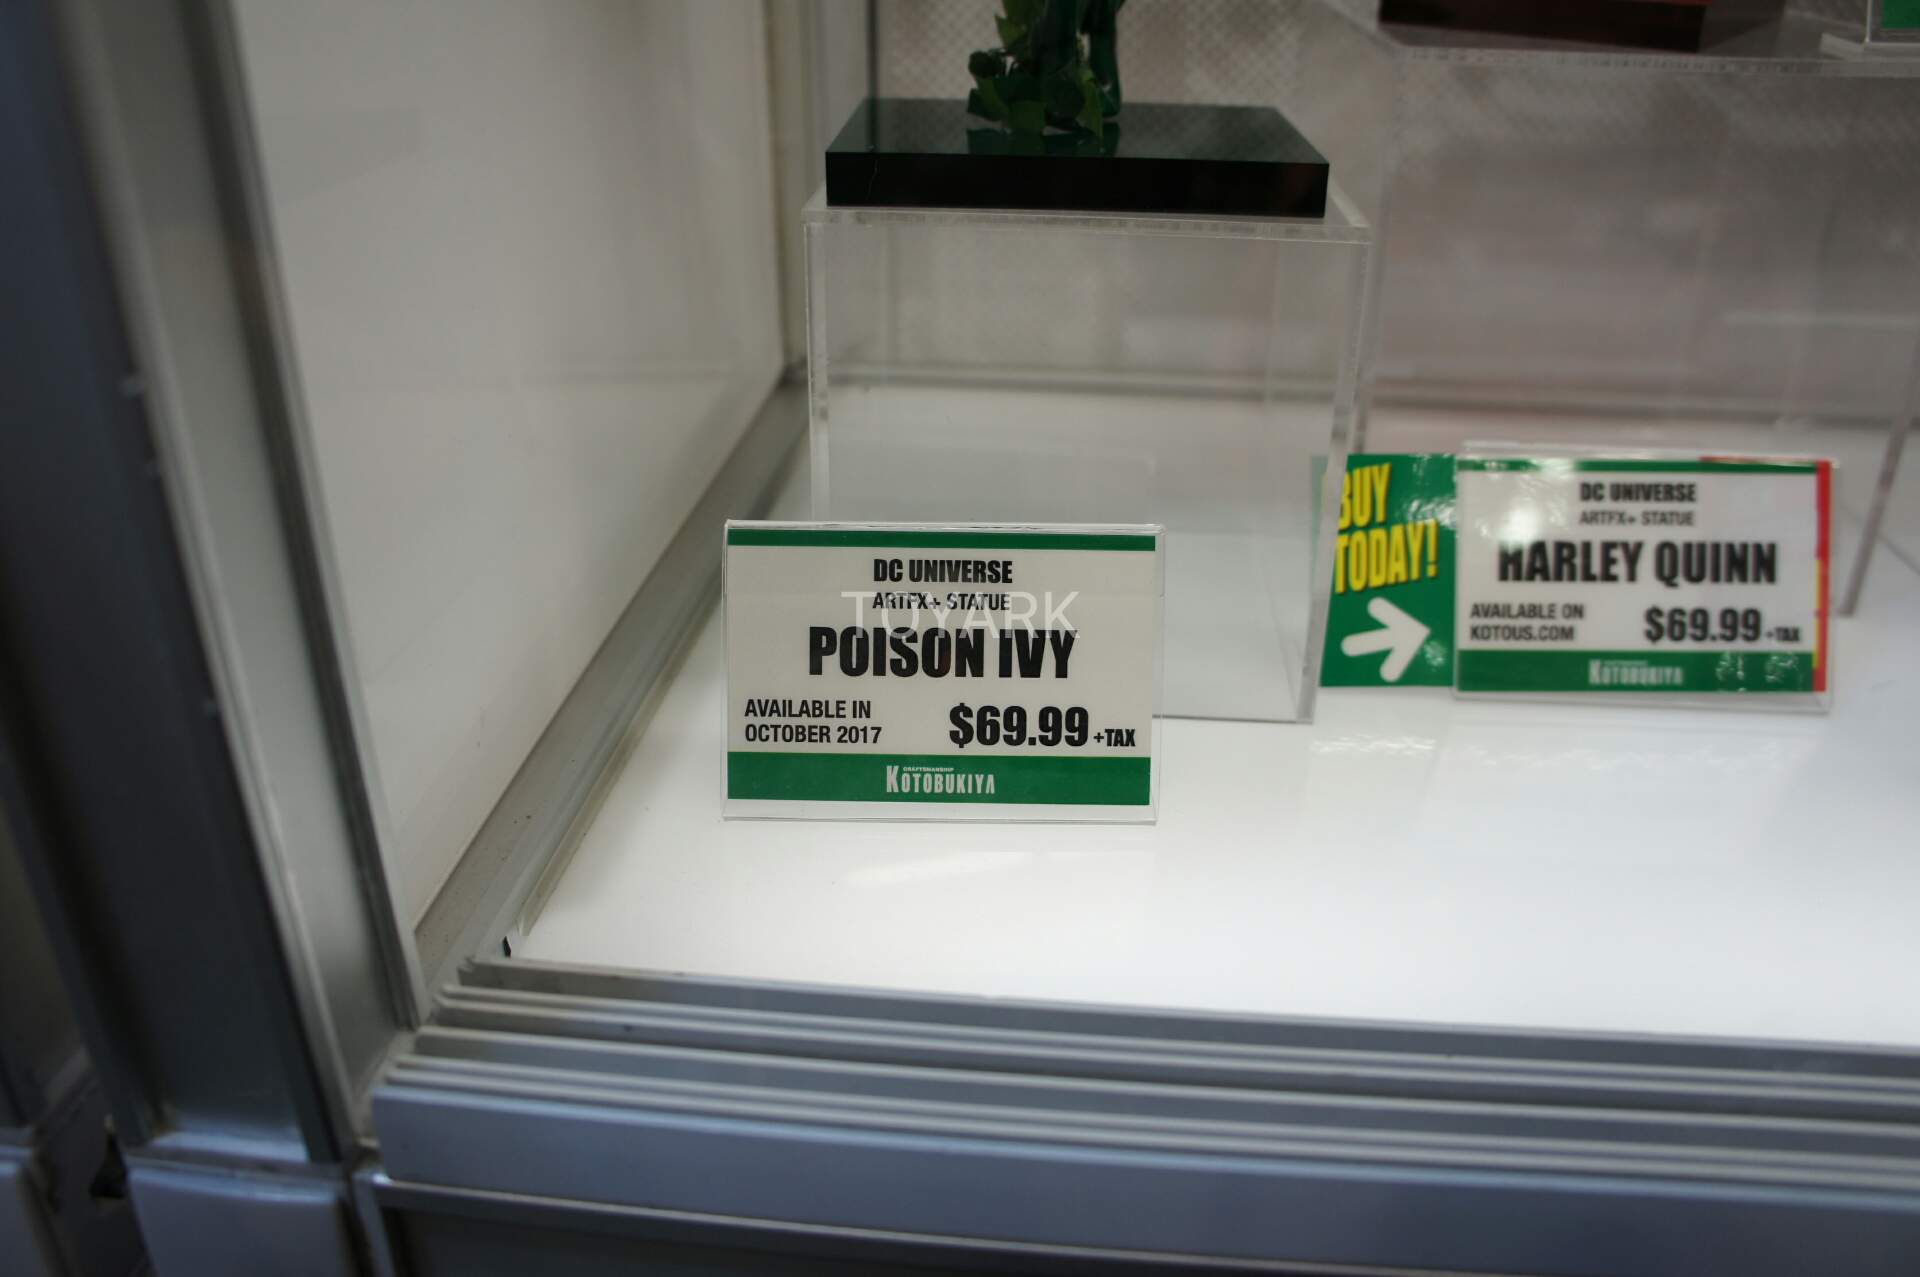 DC UNIVERSE
ARTFX+ STATUE
POISON IVY
AVAILABLE IN
OCTOBER 2017
$69.99 +TAX
CRAFTSMANSHIP
KOTOBUKIYA
TOYARK
BUY
TODAY!
DC UNIVERSE
ARTFX+ STATUE
HARLEY QUINN
AVAILABLE ON
KOTOUS.COM
$69.99 +TAX
KOTOBUKIYA